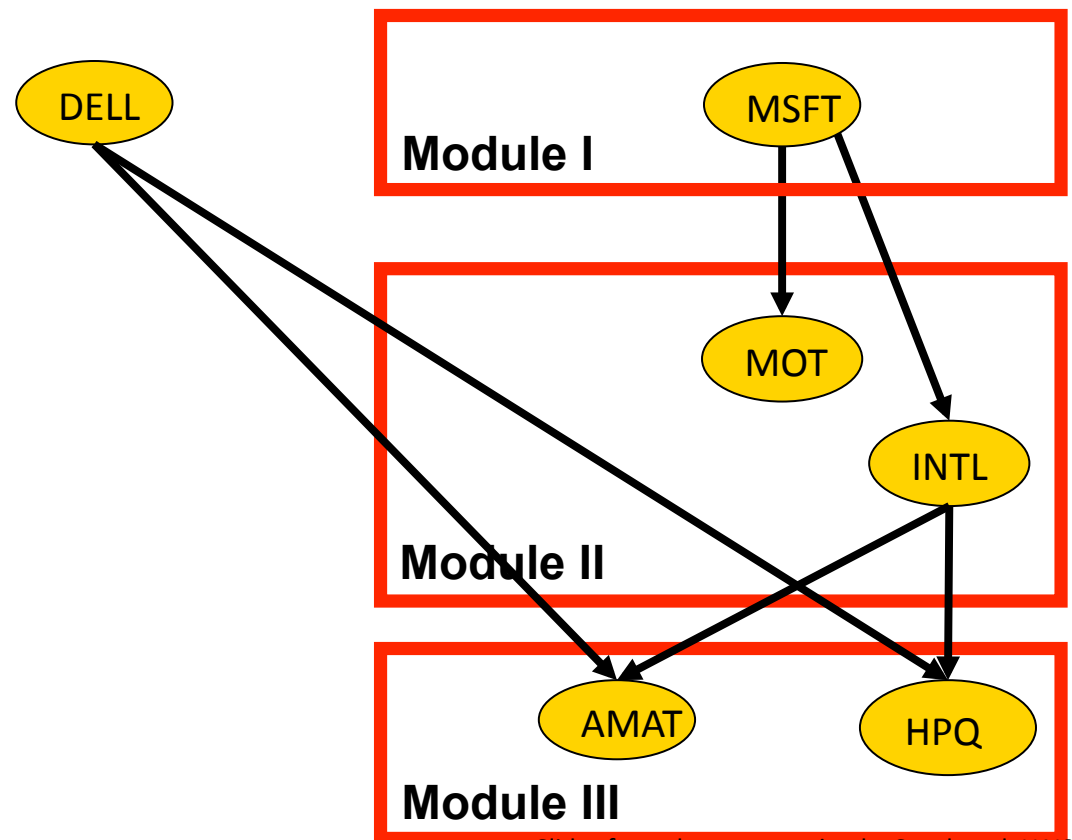 DELL
MSFT
Module I
MOT
INTL
Module II
AMAT
HPQ
Module III